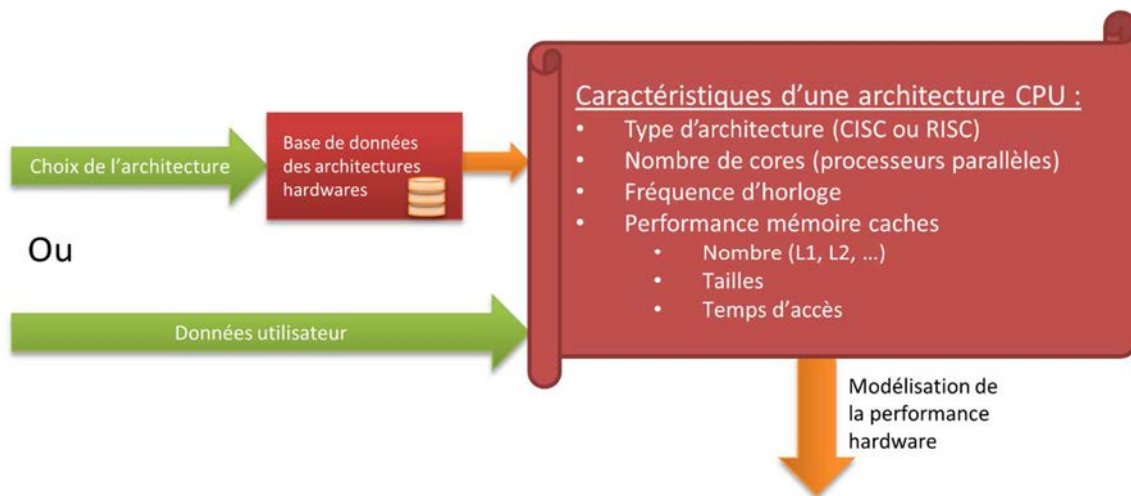 Choix de l'architecture
Base de données
des architectures
hardwares
Ou
Données utilisateur
Caractéristiques d'une architecture CPU :
• Type d'architecture (CISC ou RISC)
• Nombre de cores (processeurs parallèles)
• Fréquence d'horloge
• Performance mémoire caches
• Nombre (L1, L2, ...)
• Tailles
• Temps d'accès
Modélisation de
la performance
hardware